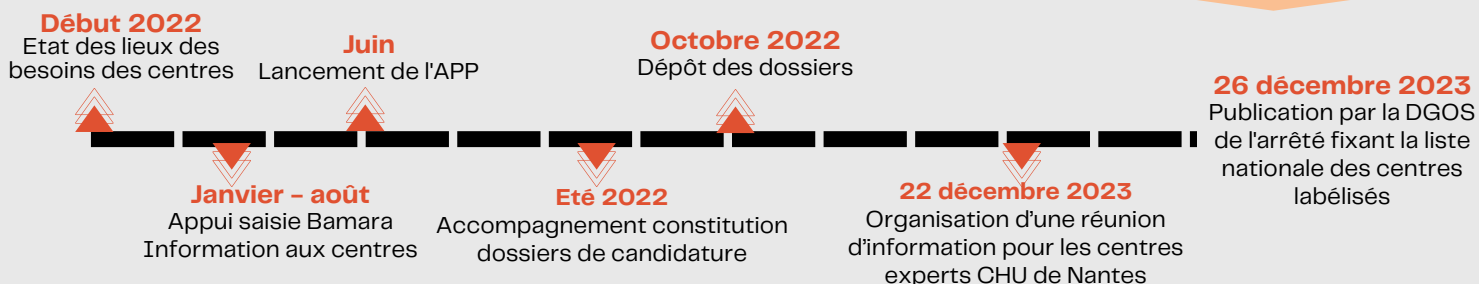 Début 2022
Etat des lieux des
besoins des centres
Janvier - août
Appui saisie Bamara
Information aux centres
Juin
Lancement de l'APP
Eté 2022
Accompagnement constitution
dossiers de candidature
Octobre 2022
Dépôt des dossiers
22 décembre 2023
Organisation d'une réunion
d'information pour les centres
experts CHU de Nantes
26 décembre 2023
Publication par la DGOS
de l'arrêté fixant la liste
nationale des centres
labélisés